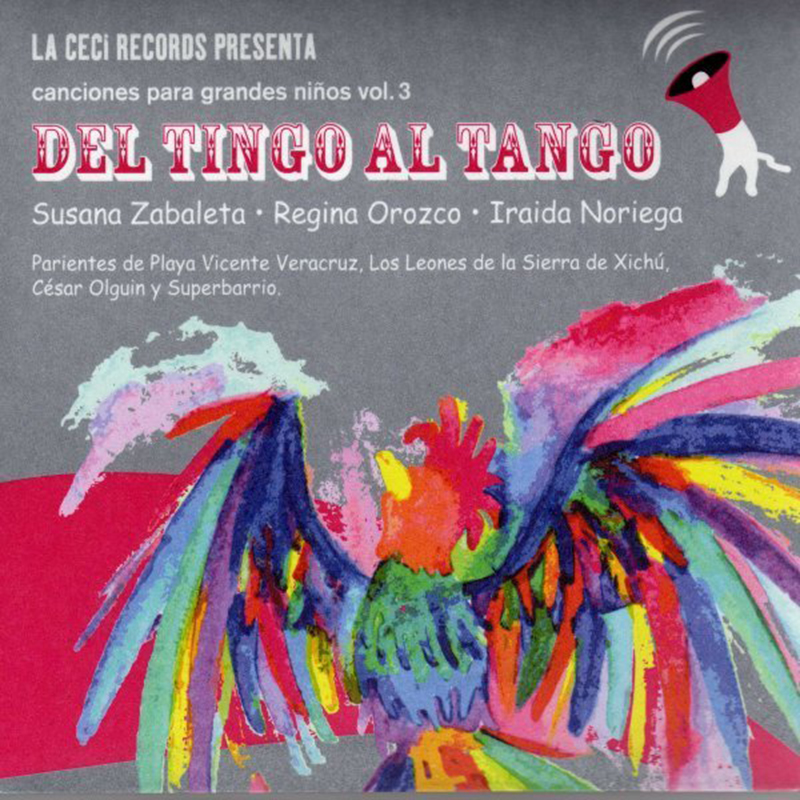 LA CECi RECORDS PRESENTA
canciones para grandes niños vol. 3
DEL TINGO AL TANGO
Susana Zabaleta • Regina Orozco • Iraida Noriega
Parientes de Playa Vicente Veracruz, Los Leones de la Sierra de Xichú,
César Olguin y Superbarrio.